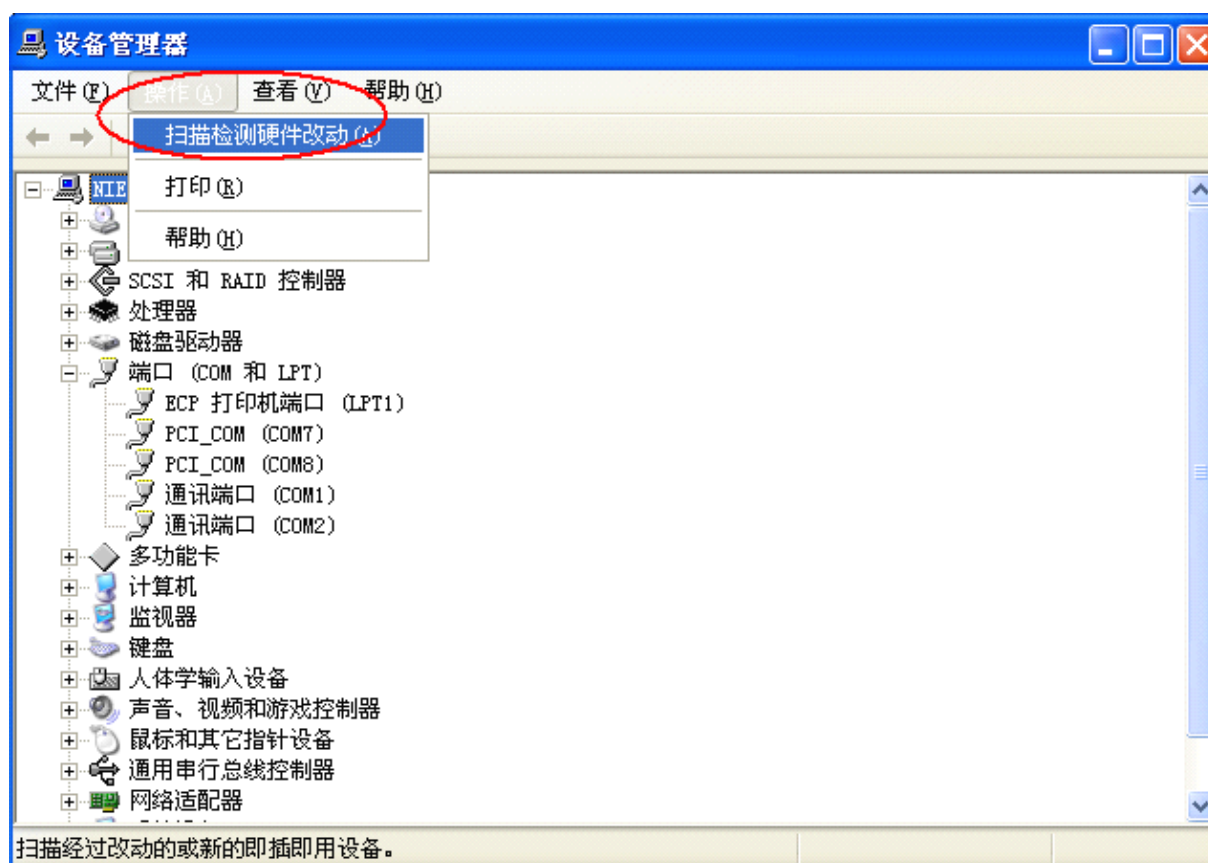 设备管理器
文件(F) 操作(A) 查看(V) 帮助(H)
扫描检测硬件改动(A)
打印(R)
帮助(H)
NIE
SCSI 和 RAID 控制器
处理器
磁盘驱动器
端口 (COM 和 LPT)
ECP 打印机端口 (LPT1)
PCI_COM (COM7)
PCI_COM (COM8)
通讯端口 (COM1)
通讯端口 (COM2)
多功能卡
计算机
监视器
键盘
人体学输入设备
声音、视频和游戏控制器
鼠标和其它指针设备
通用串行总线控制器
网络适配器
扫描经过改动的或新的即插即用设备。